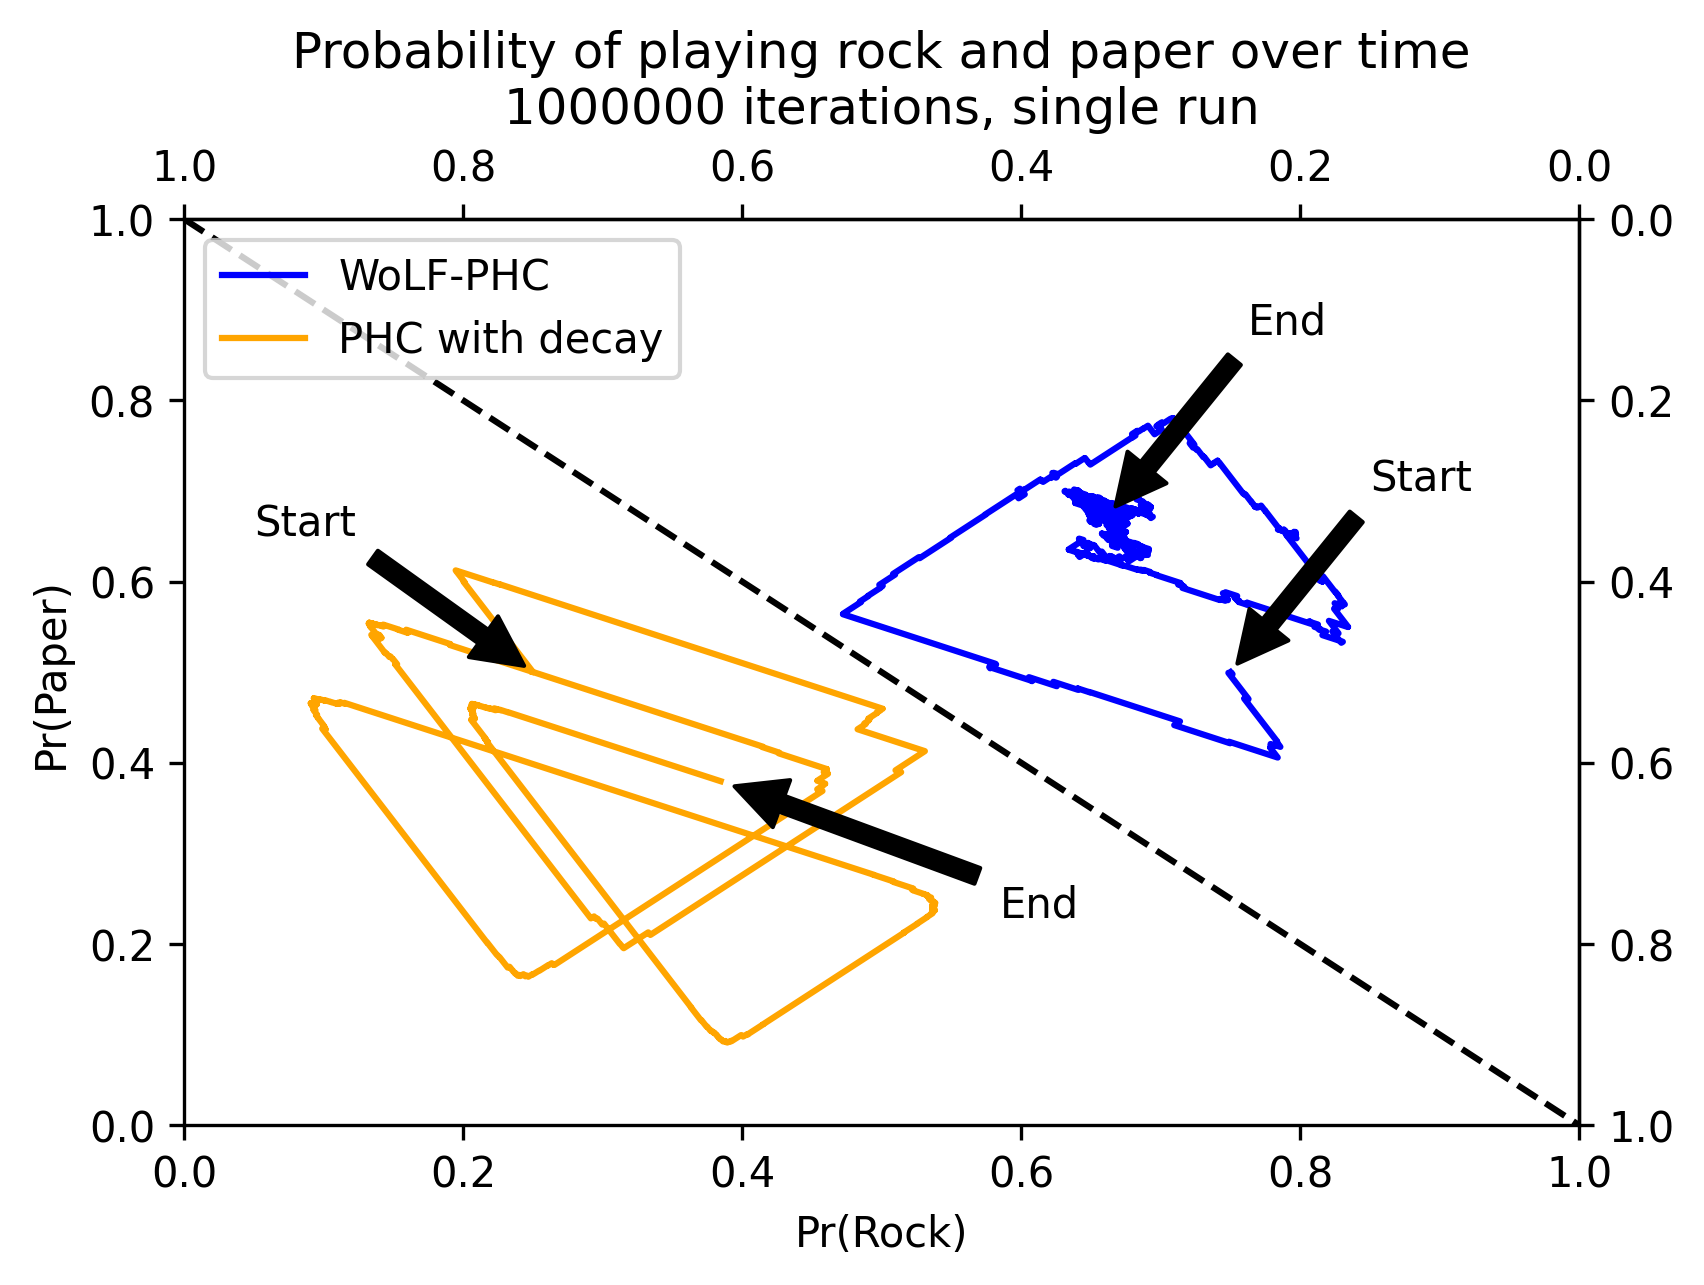 Probability of playing rock and paper over time
1000000 iterations, single run
1.0 0.8 0.6 0.4 0.2 0.0
1.0 0.0
WoLF-PHC
PHC with decay
End
0.8 0.2
Start
Start
0.6 0.4
Pr(Paper)
0.4 0.6
End
0.2 0.8
0.0 1.0
0.0 0.2 0.4 0.6 0.8 1.0
Pr(Rock)